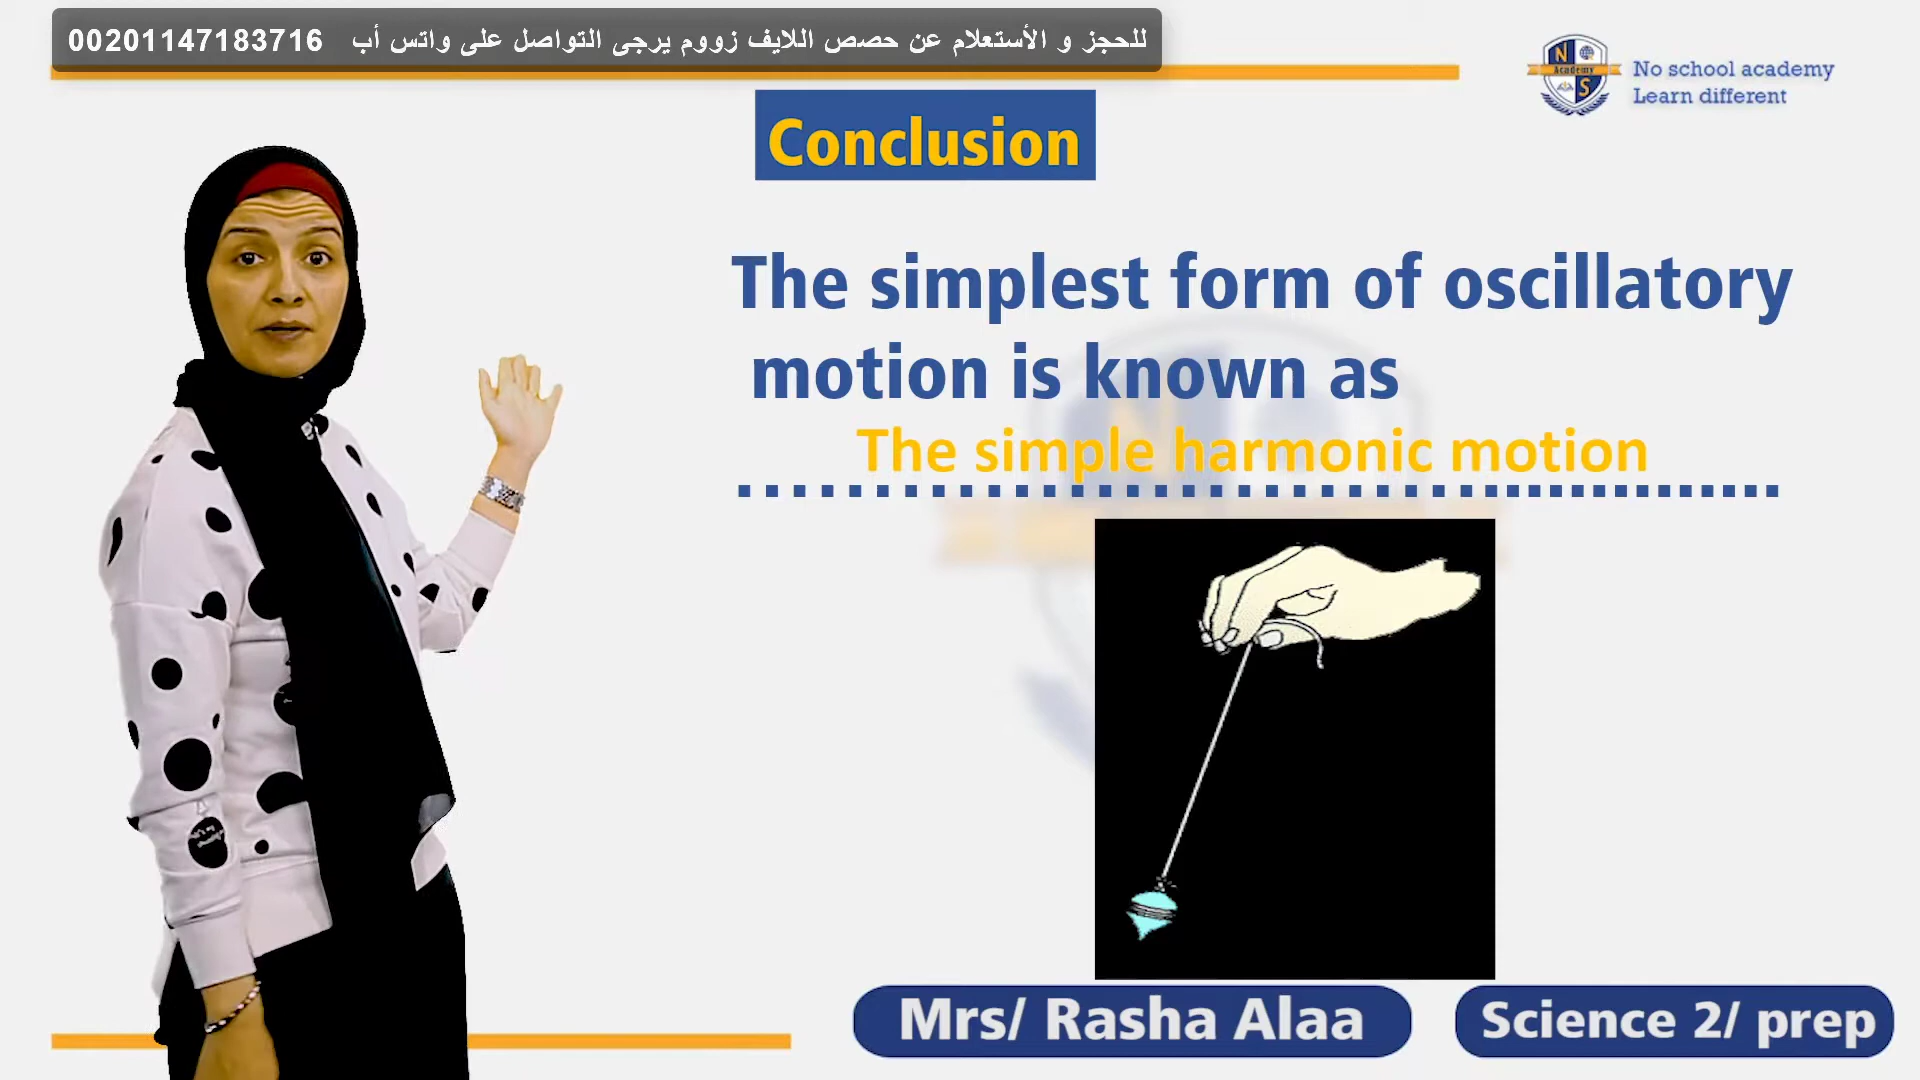 للحجز و الأستعلام عن حصص اللايف زووم يرجى التواصل على واتس أب 00201147183716
N
Academy
S
No school academy
Learn different
Conclusion
The simplest form of oscillatory
motion is known as
The simple harmonic motion
Mrs/ Rasha Alaa
Science 2/ prep